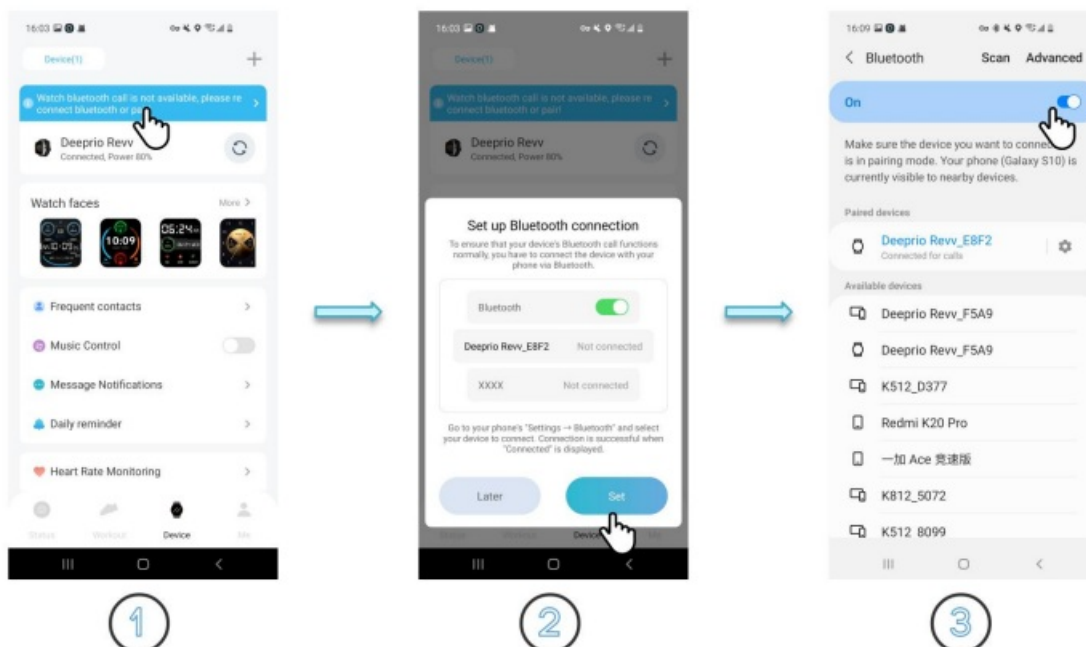 16:03
Device(1)
Watch bluetooth call is not available, please re
connect bluetooth or pair!
Deeprio Revv
Connected, Power 80%
Watch faces
More >
Frequent contacts
Music Control
Message Notifications
Daily reminder
Heart Rate Monitoring
Status
Workout
Device
Me
1
16:03
Device(1)
Watch bluetooth call is not available, please re
connect bluetooth or pair!
Deeprio Revv
Connected, Power 80%
Set up Bluetooth connection
To ensure that your device's Bluetooth call functions
normally, you have to connect the device with your
phone via Bluetooth.
Bluetooth
Deeprio Revv_E8F2 Not connected
XXXX Not connected
Go to your phone's "Settings → Bluetooth" and select
your device to connect. Connection is successful when
"Connected" is displayed.
Later
Set
Status
Workout
Device
Me
2
16:09
< Bluetooth Scan Advanced
On
Make sure the device you want to connect
is in pairing mode. Your phone (Galaxy S10) is
currently visible to nearby devices.
Paired devices
Deeprio Revv_E8F2
Connected for calls
Available devices
Deeprio Revv_F5A9
Deeprio Revv_F5A9
K512_D377
Redmi K20 Pro
一加 Ace 竞速版
K812_5072
K512 8099
3